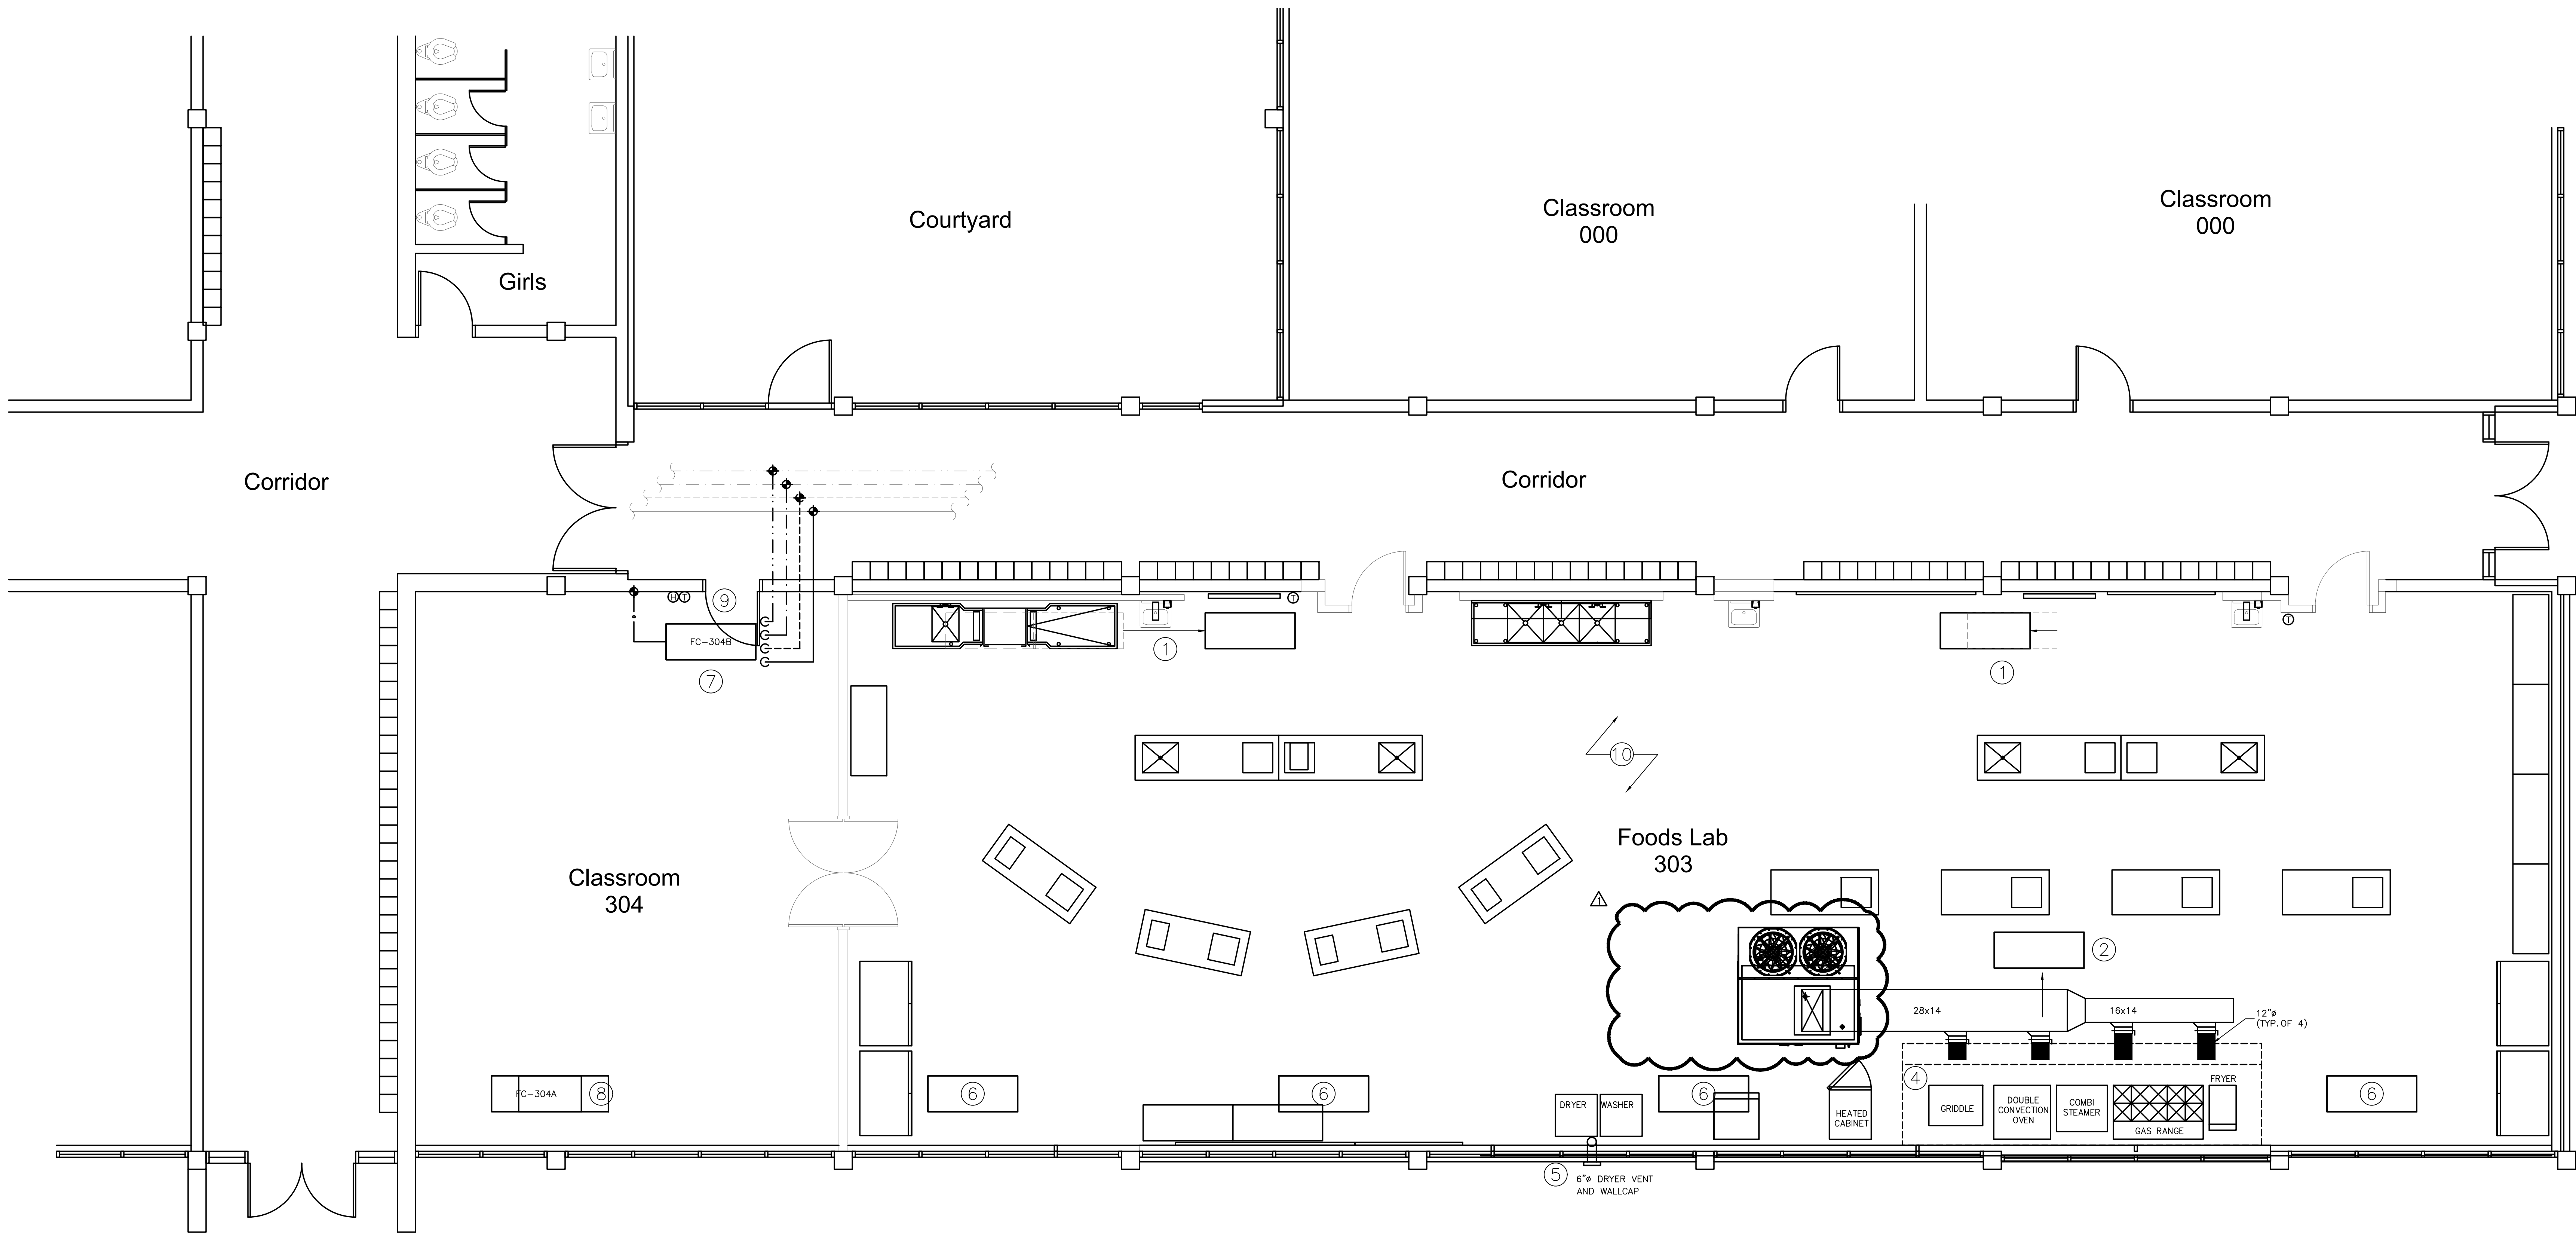 Courtyard
Classroom
000
Classroom
000
Girls
Corridor
Corridor
H
T
9
T
T
FC-304B
7
1
1
10
Foods Lab
303
Classroom
304
1
2
28x14
16x14
12"ø
(TYP. OF 4)
4
FC-304A
8
6
6
6
6
DRYER
WASHER
HEATED
CABINET
GRIDDLE
DOUBLE
CONVECTION
OVEN
COMBI
STEAMER
GAS RANGE
FRYER
5
6"ø DRYER VENT
AND WALLCAP